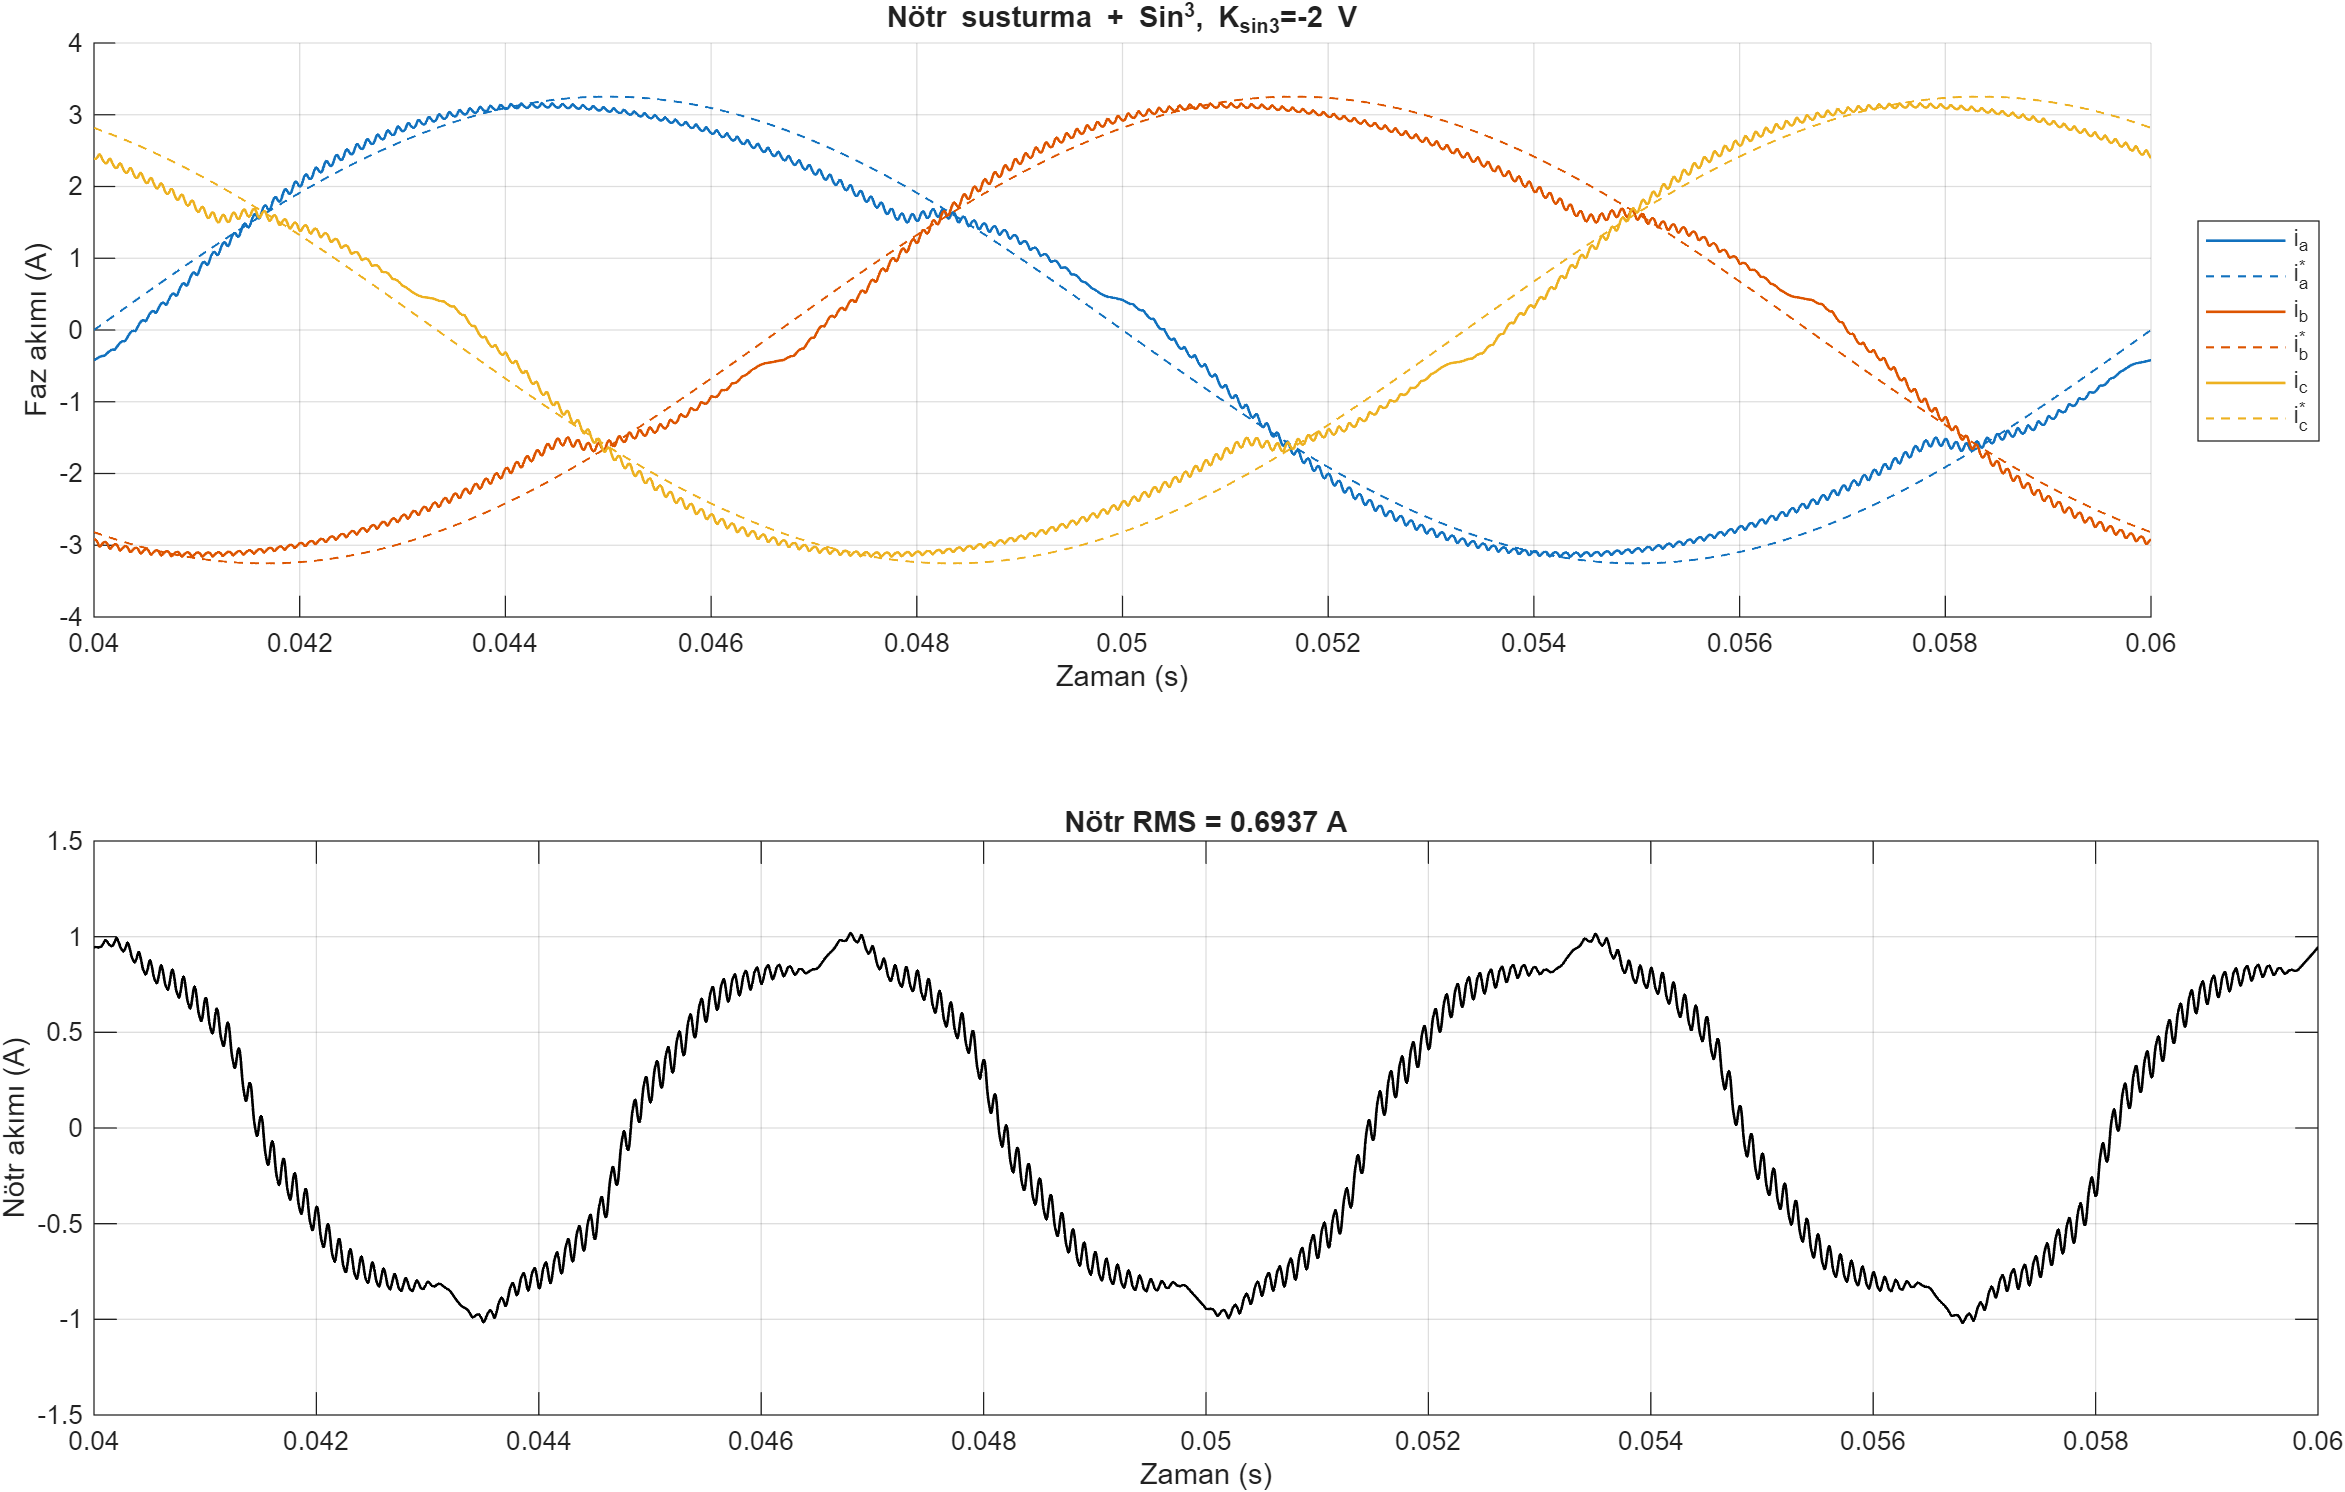 Nötr susturma + Sin³, K_sin3=-2 V
4
3
2
1
0
-1
-2
-3
-4
Faz akımı (A)
0.04 0.042 0.044 0.046 0.048 0.05 0.052 0.054 0.056 0.058 0.06
Zaman (s)
i_a
i_a^*
i_b
i_b^*
i_c
i_c^*
Nötr RMS = 0.6937 A
1.5
1
0.5
0
-0.5
-1
-1.5
Nötr akımı (A)
0.04 0.042 0.044 0.046 0.048 0.05 0.052 0.054 0.056 0.058 0.06
Zaman (s)